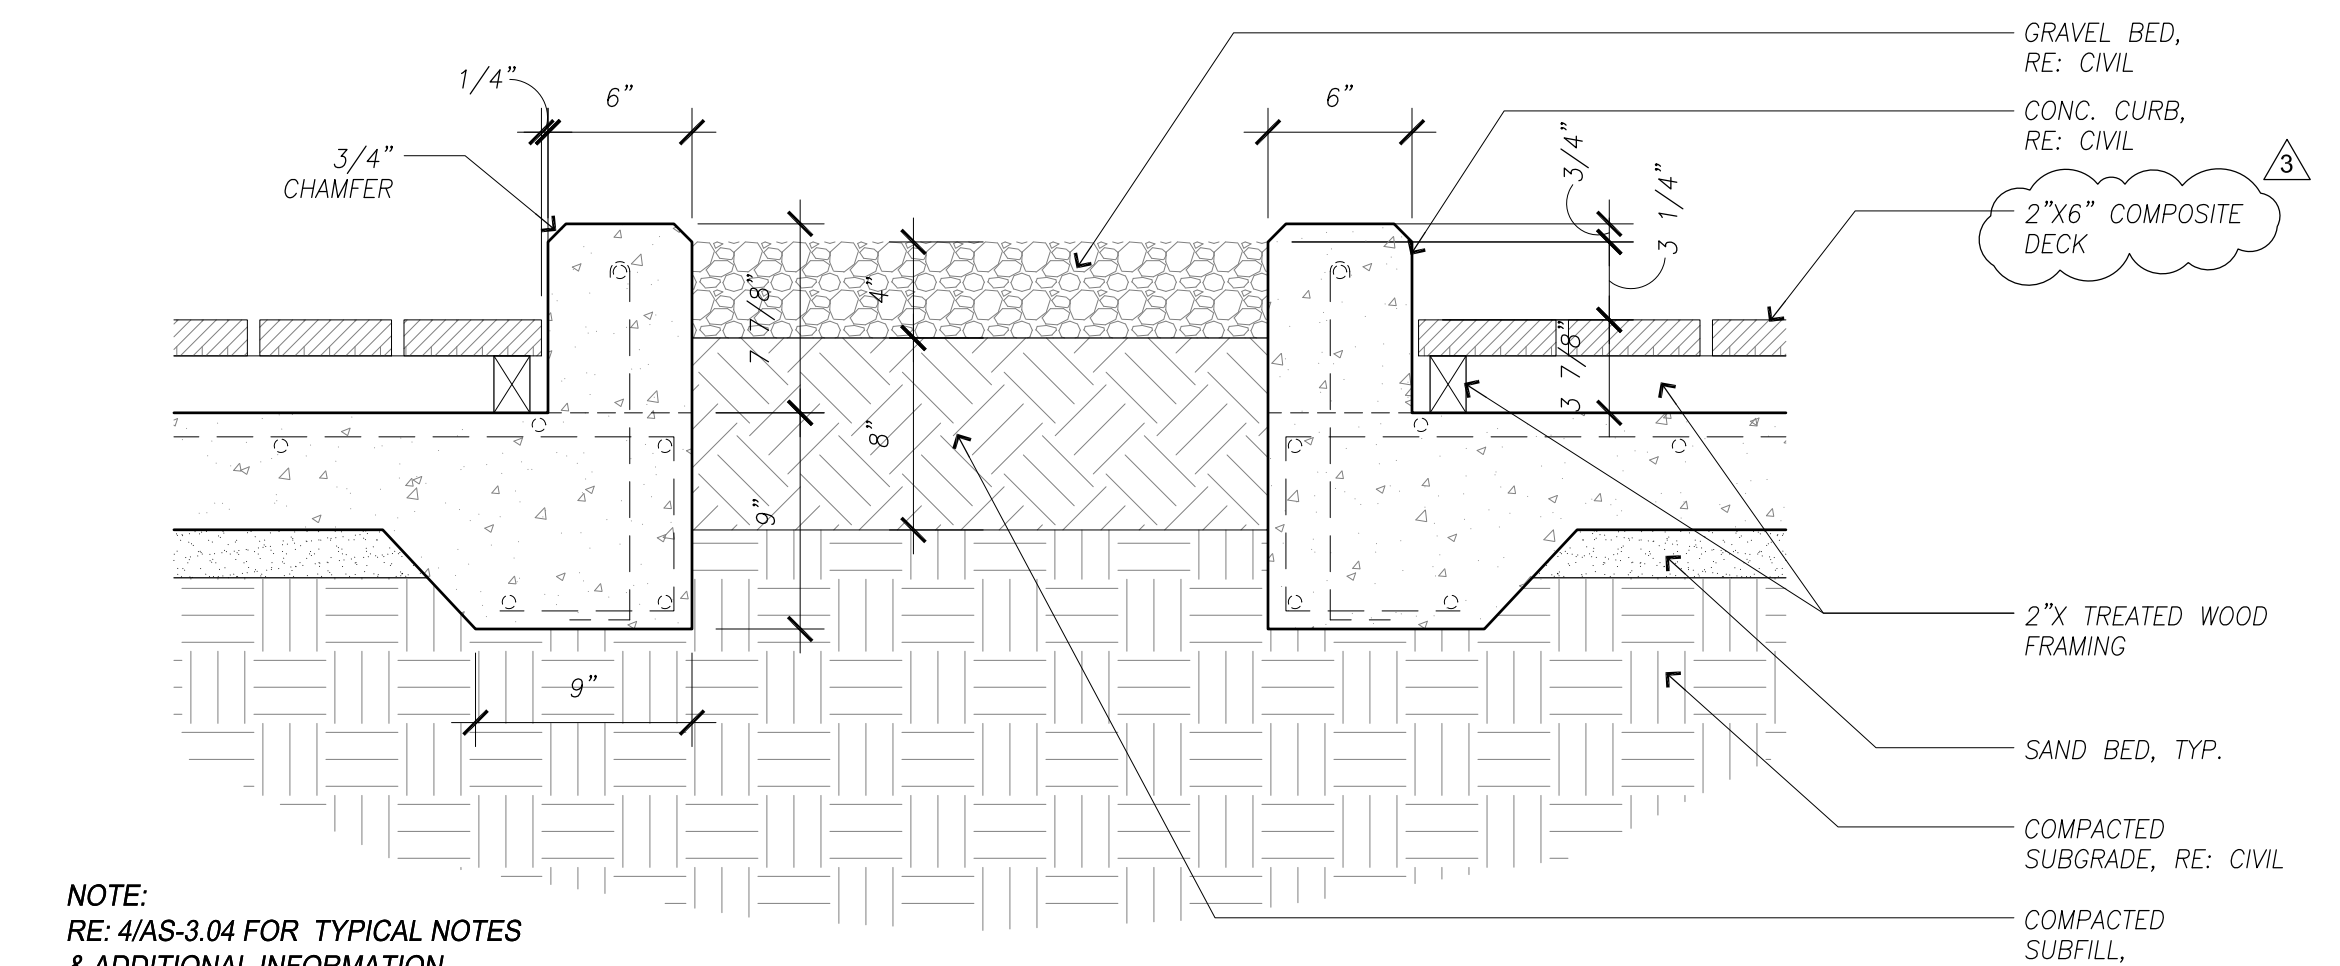 GRAVEL BED,
RE: CIVIL
CONC. CURB,
RE: CIVIL
3
2"X6" COMPOSITE
DECK
1/4"
6"
6"
3/4"
CHAMFER
3/4"
3 1/4"
7 7/8"
4"
3 7/8"
8"
9"
9"
2"X TREATED WOOD
FRAMING
SAND BED, TYP.
COMPACTED
SUBGRADE, RE: CIVIL
COMPACTED
SUBFILL,
NOTE:
RE: 4/AS-3.04 FOR TYPICAL NOTES
& ADDITIONAL INFORMATION